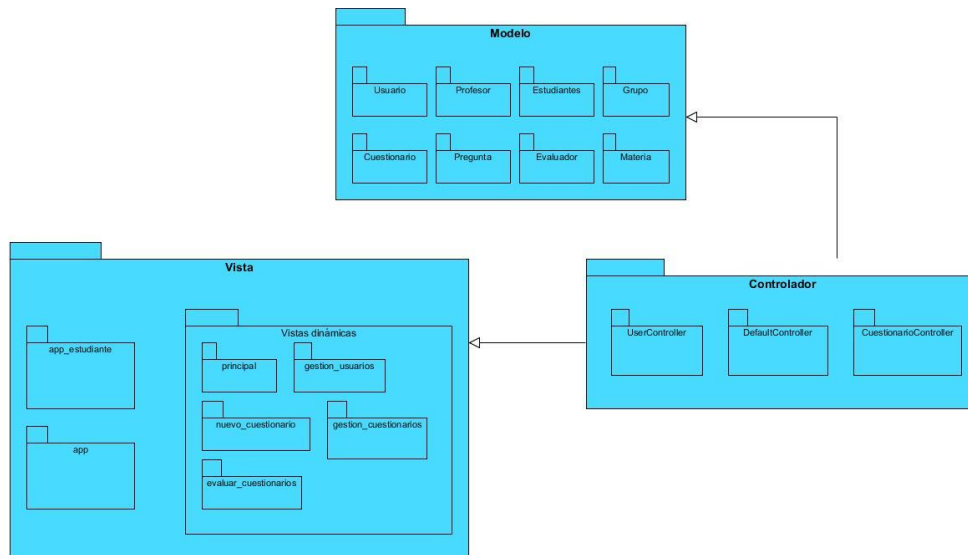 Modelo
Usuario
Profesor
Estudiantes
Grupo
Cuestionario
Pregunta
Evaluador
Materia
Vista
app_estudiante
app
Vistas dinámicas
principal
gestion_usuarios
nuevo_cuestionario
gestion_cuestionarios
evaluar_cuestionarios
Controlador
UserController
DefaultController
CuestionarioController